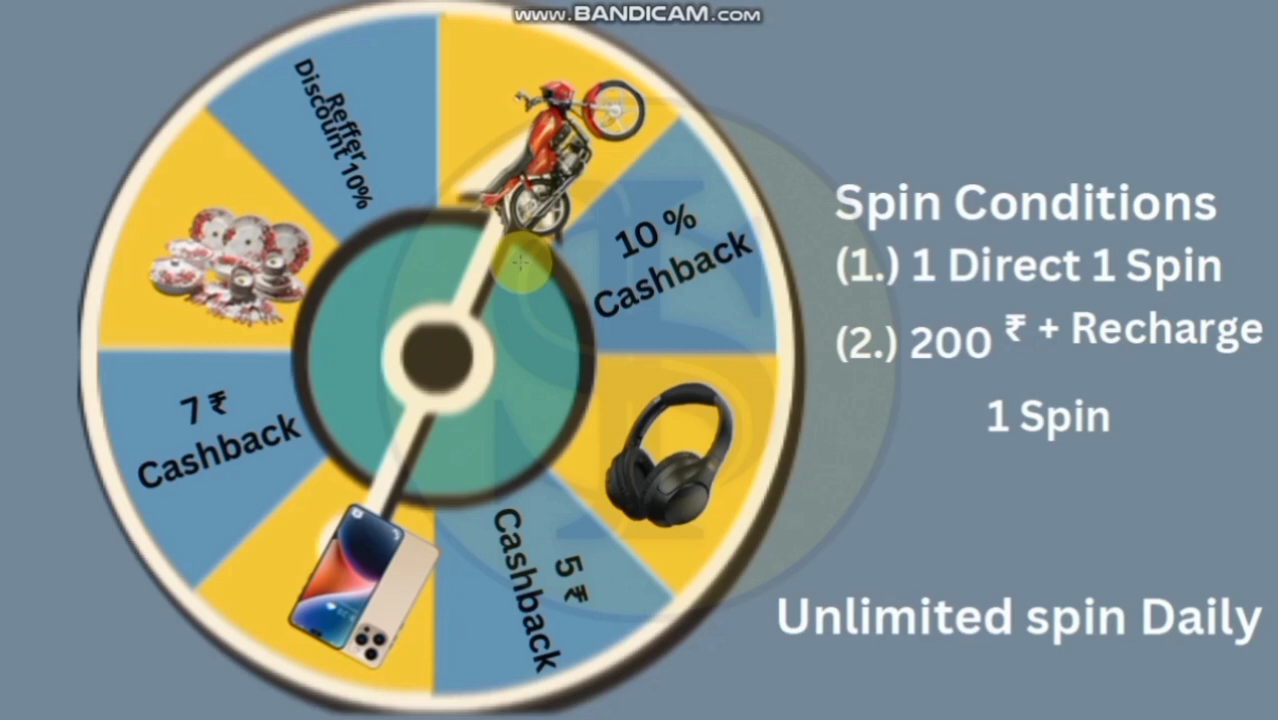 www.BANDICAM.com
Reffer
Discount 10%
10 %
Cashback
7 ₹
Cashback
5 ₹
Cashback
Spin Conditions
(1.) 1 Direct 1 Spin
(2.) 200 ₹ + Recharge
1 Spin
Unlimited spin Daily